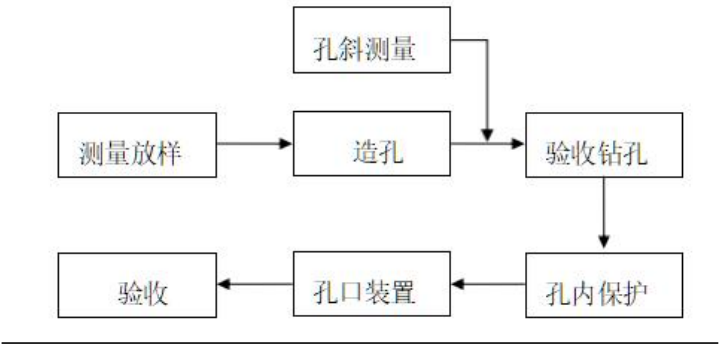 孔斜测量
测量放样
造孔
验收钻孔
验收
孔口装置
孔内保护